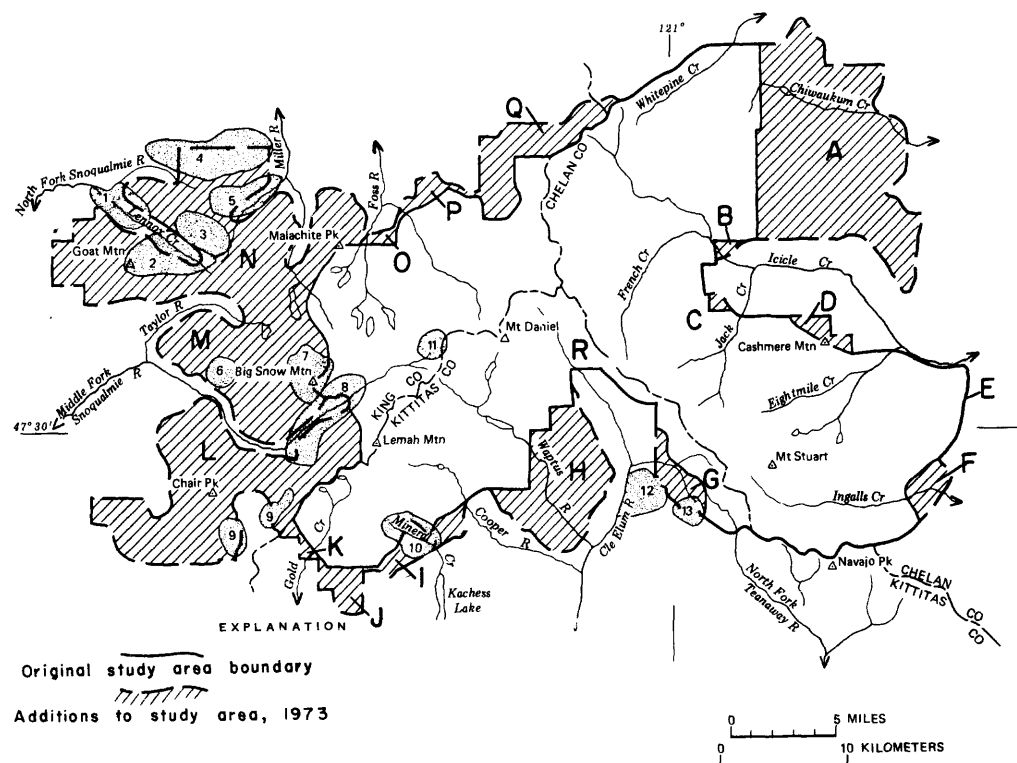 121°
Whitepine Cr
Chiwaukum Cr
Q
CHELAN CO
A
Miller R
North Fork Snoqualmie R
4
Foss R
1
5
P
Lennox Cr
3
Malachite Pk
B
Goat Mtn
2
N
O
French Cr
Icicle Cr
Taylor R
C
Jack Cr
D
Mt Daniel
Cashmere Mtn
M
11
R
7
6
Big Snow Mtn
8
Middle Fork Snoqualmie R
KING CO
KITTITAS CO
Eightmile Cr
E
47°30'
Lemah Mtn
L
Waptus R
H
Mt Stuart
F
Chair Pk
G
12
Ingalls Cr
9
9
13
Cle Elum R
Mineral Cr
Cooper R
10
K
Gold Cr
I
Navajo Pk
J
Kachess Lake
North Fork Teanaway R
CHELAN CO
KITTITAS CO
EXPLANATION
Original study area boundary
Additions to study area, 1973
0 5 MILES
0 10 KILOMETERS